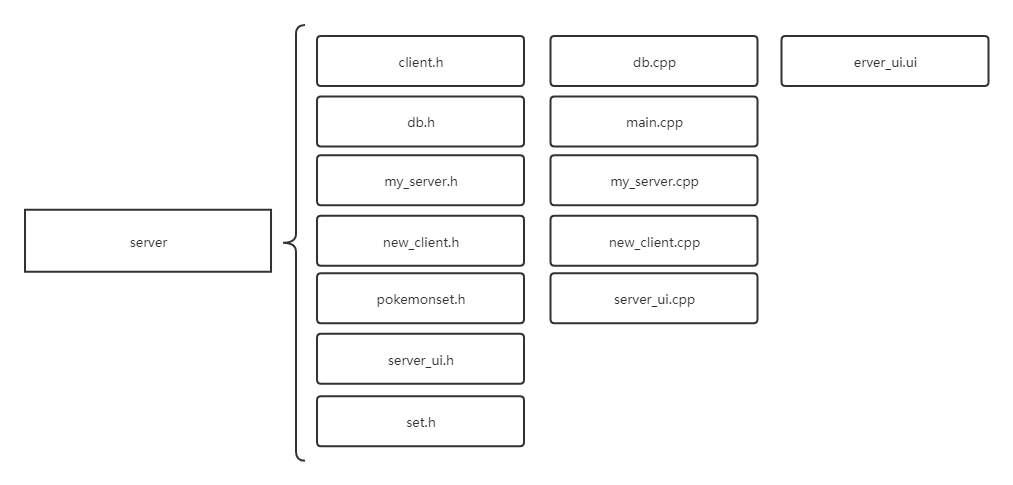 server
client.h
db.h
my_server.h
new_client.h
pokemonset.h
server_ui.h
set.h
db.cpp
main.cpp
my_server.cpp
new_client.cpp
server_ui.cpp
erver_ui.ui